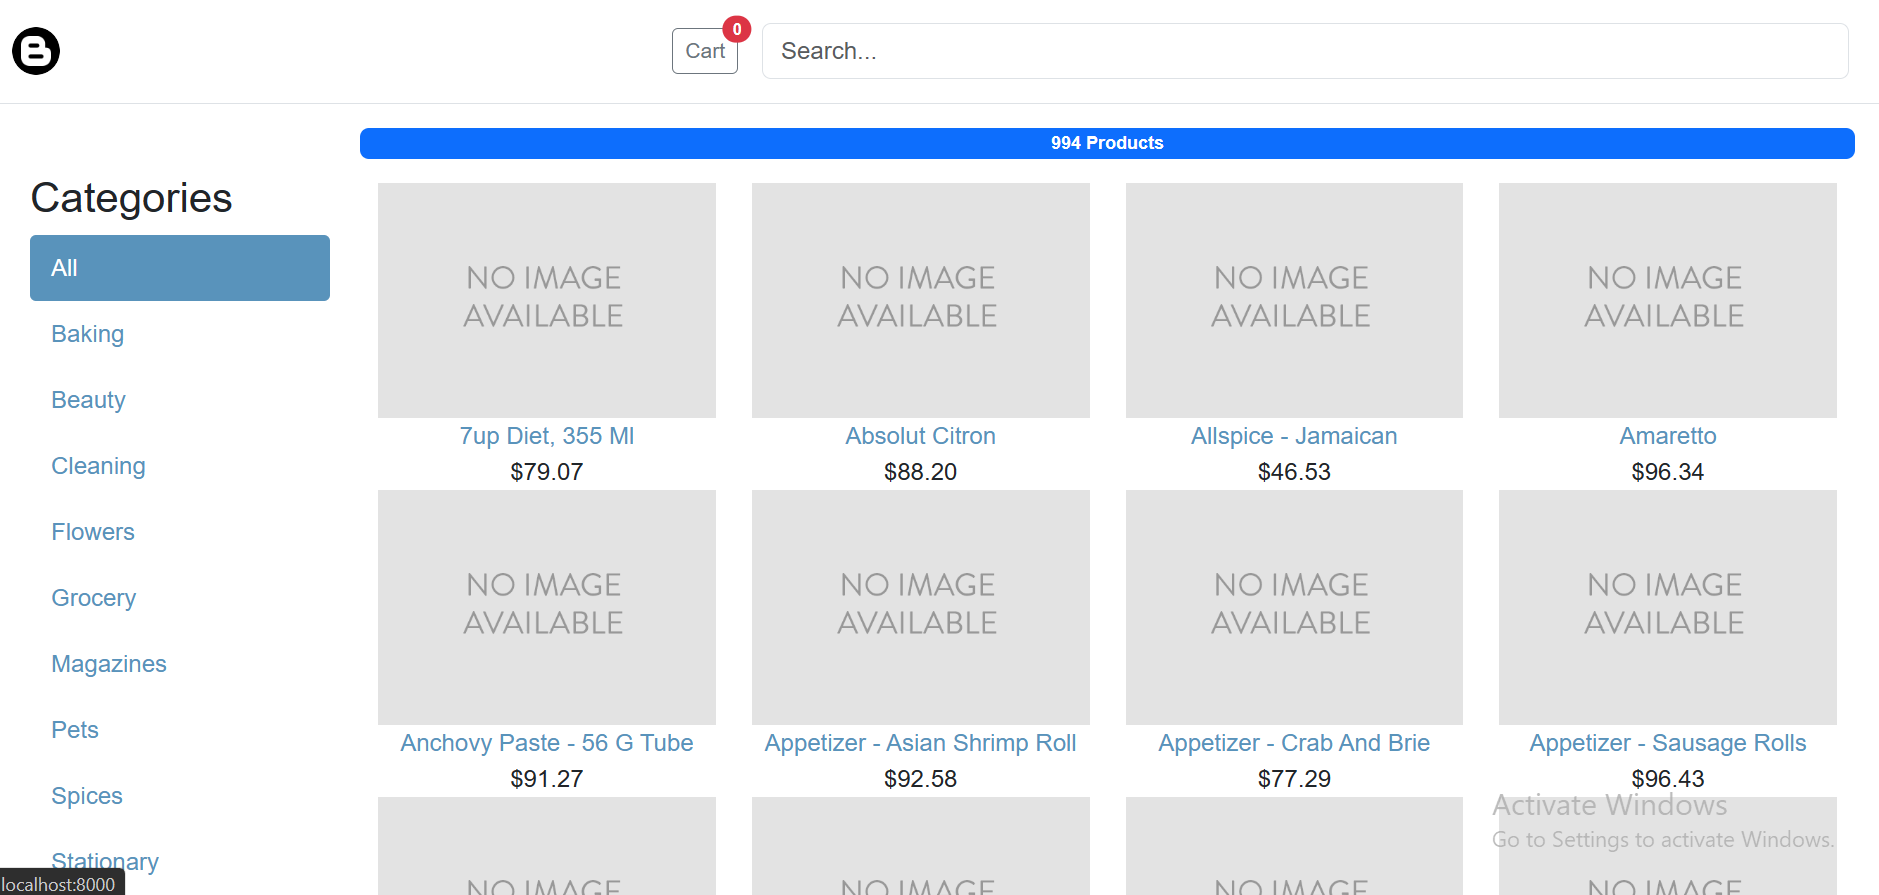 B
Cart
0
Search...
994 Products
Categories
All
Baking
Beauty
Cleaning
Flowers
Grocery
Magazines
Pets
Spices
Stationary
NO IMAGE
AVAILABLE
NO IMAGE
AVAILABLE
NO IMAGE
AVAILABLE
NO IMAGE
AVAILABLE
7up Diet, 355 Ml
$79.07
Absolut Citron
$88.20
Allspice - Jamaican
$46.53
Amaretto
$96.34
NO IMAGE
AVAILABLE
NO IMAGE
AVAILABLE
NO IMAGE
AVAILABLE
NO IMAGE
AVAILABLE
Anchovy Paste - 56 G Tube
$91.27
Appetizer - Asian Shrimp Roll
$92.58
Appetizer - Crab And Brie
$77.29
Appetizer - Sausage Rolls
$96.43
NO IMAGE
NO IMAGE
NO IMAGE
NO IMAGE
Activate Windows
Go to Settings to activate Windows.
localhost:8000